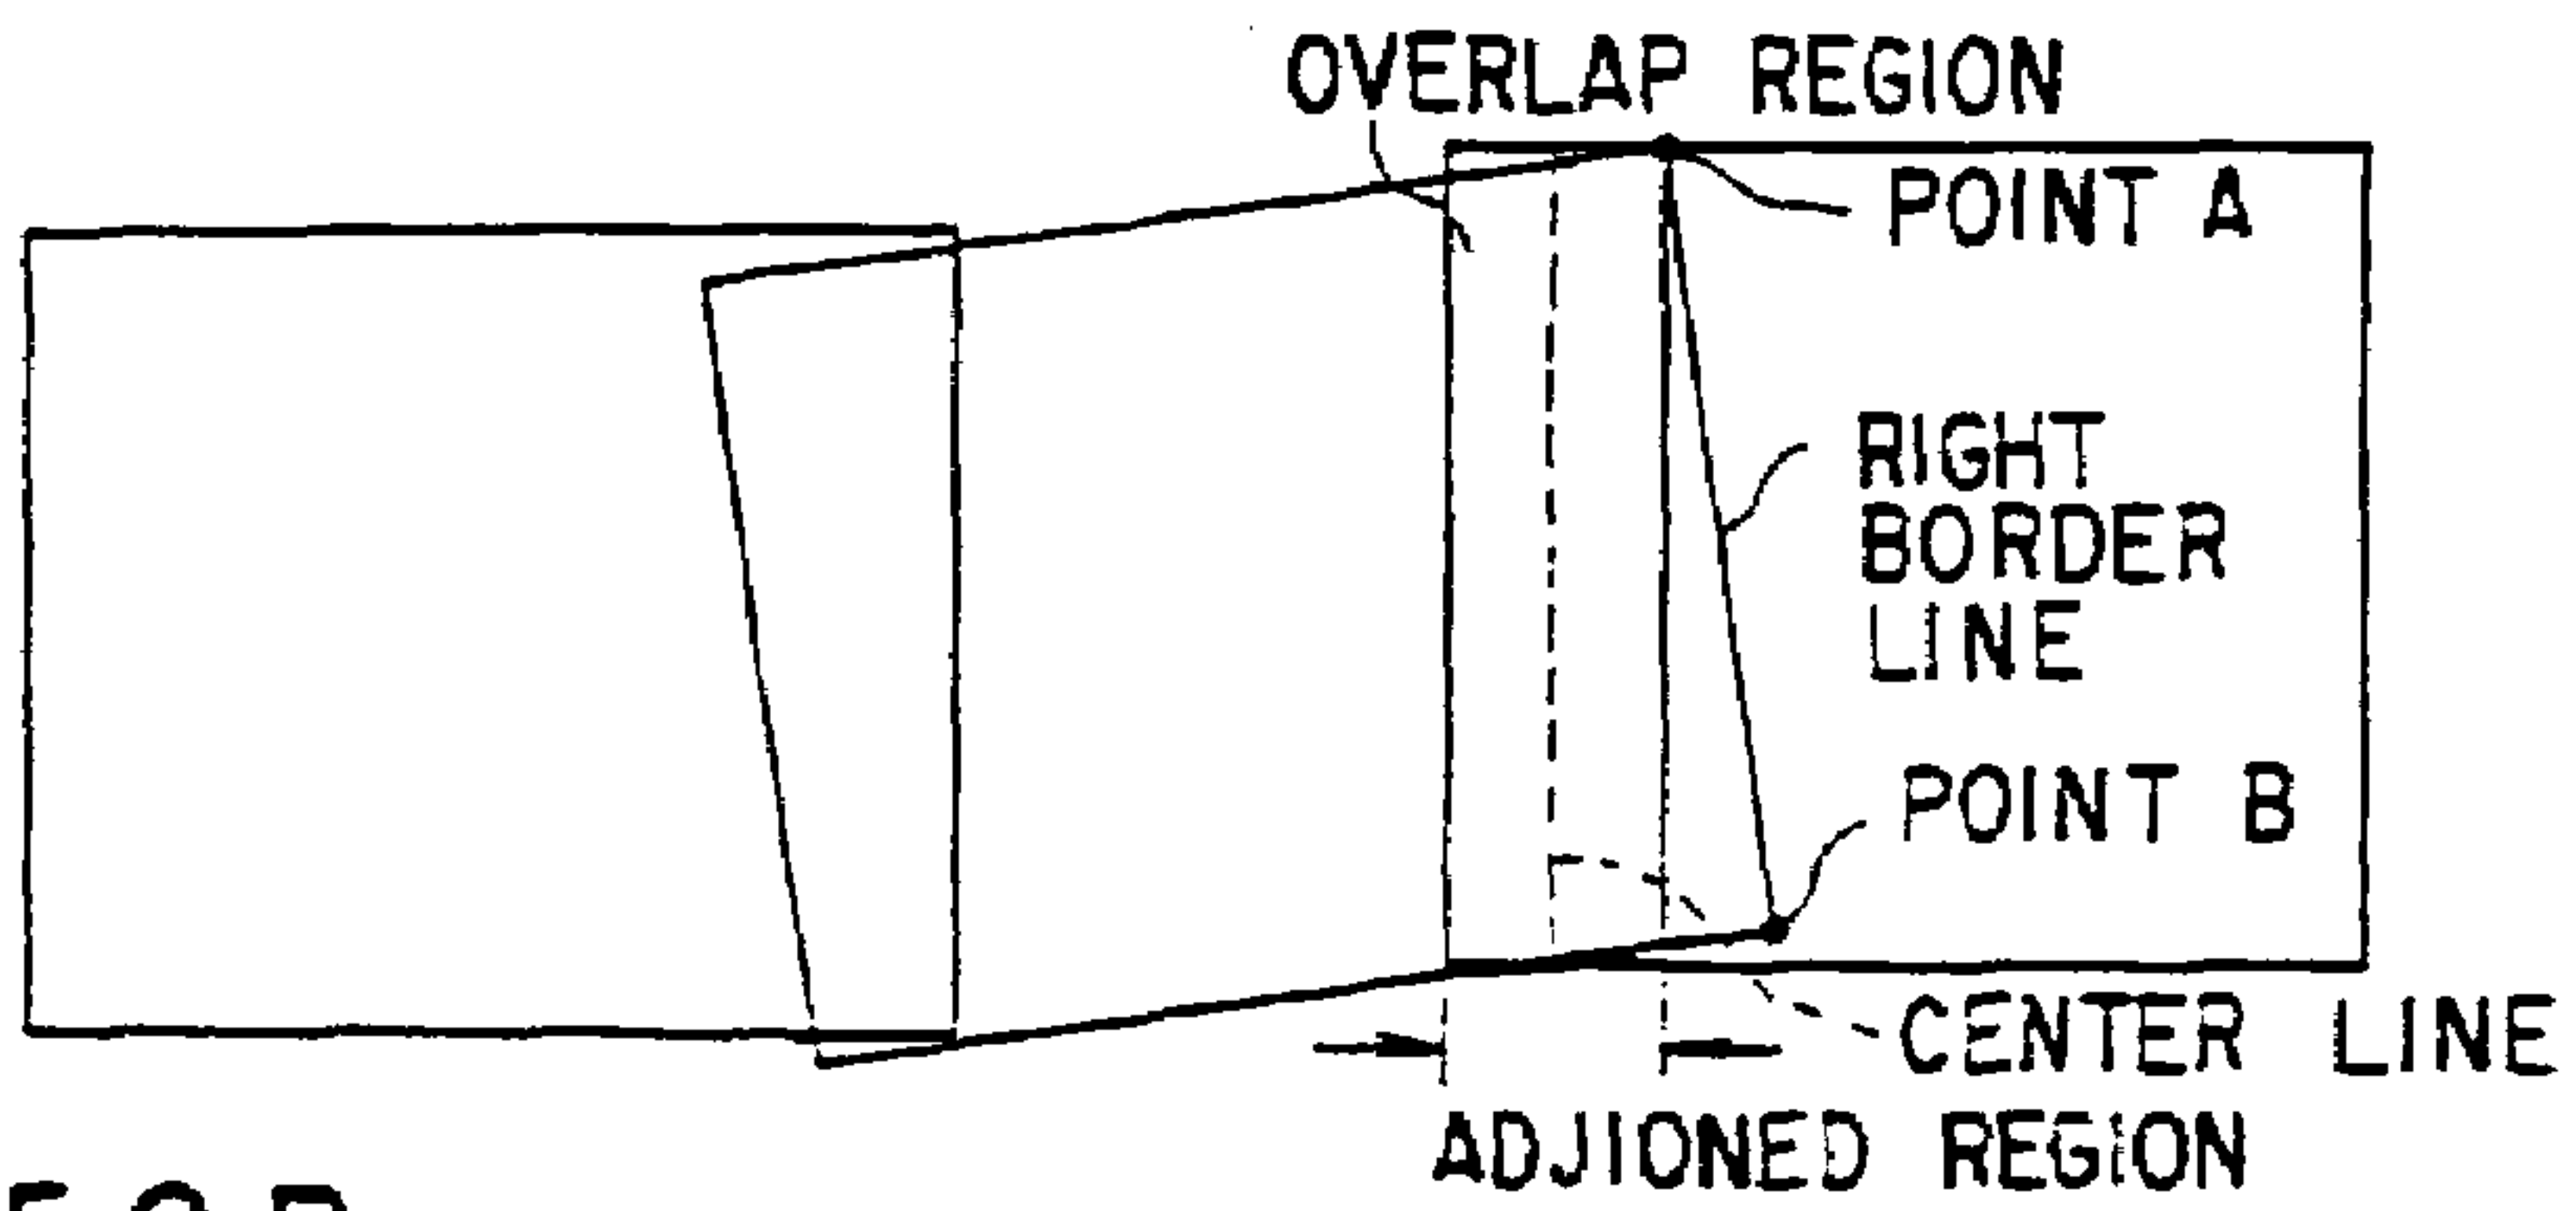 OVERLAP REGION
POINT A
RIGHT
BORDER
LINE
POINT B
CENTER LINE
ADJIONED REGION